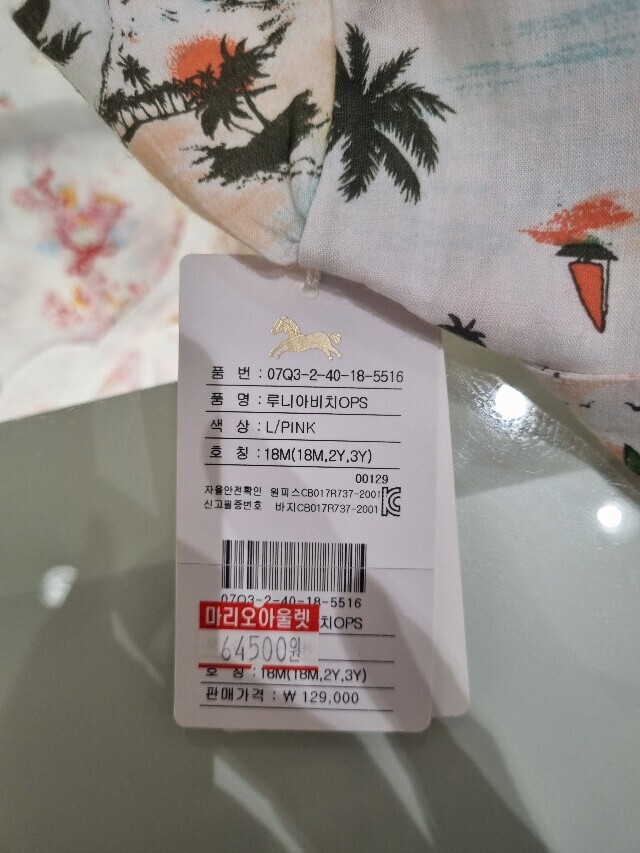 품 번 : 07Q3-2-40-18-5516
품 명 : 루니아비치OPS
색 상 : L/PINK
호 칭 : 18M(18M,2Y,3Y)
00129
자율안전확인 원피스CB017R737-2001
신고필증번호 바지CB017R737-2001
07Q3-2-40-18-5516
마리오아울렛
치OPS
64500원
호 칭 : 18M(18M,2Y,3Y)
판매가격 : ₩ 129,000